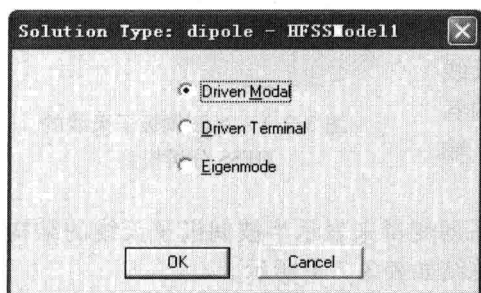 Solution Type: dipole - HFSSModel1
Driven Modal
Driven Terminal
Eigenmode
OK
Cancel